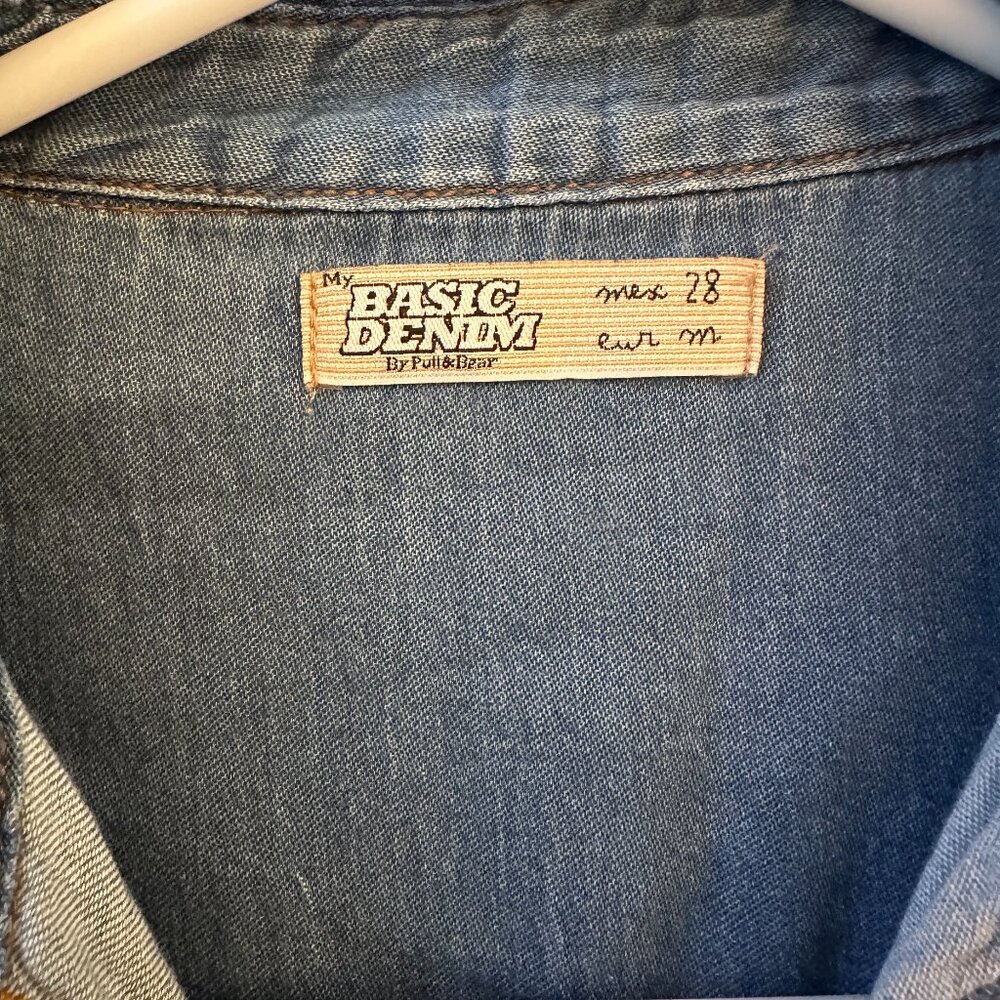 My
BASIC
DENIM
By Pull&Bear
mex 28
eur m